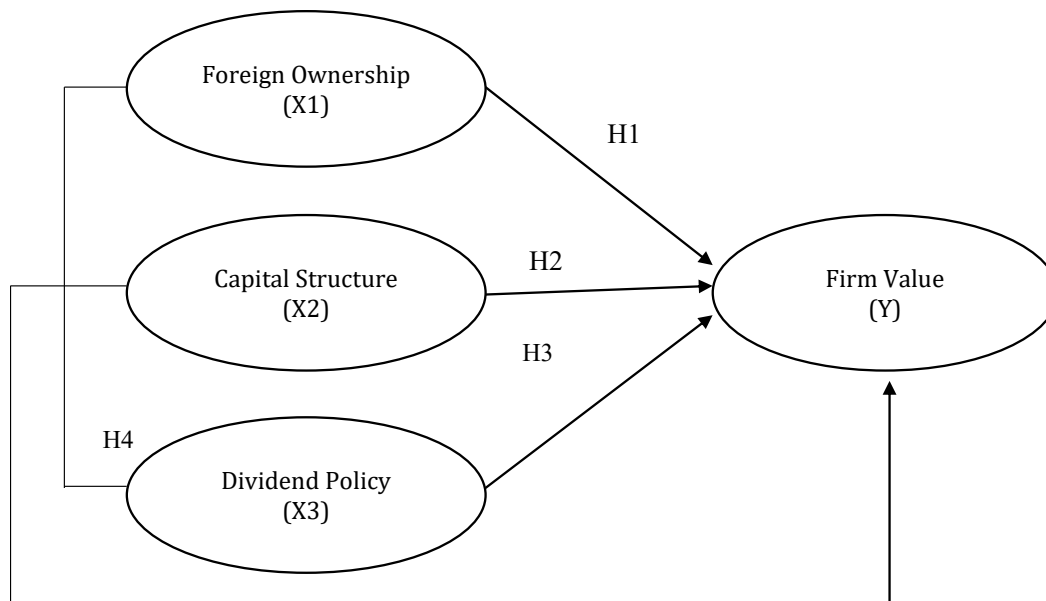 Foreign Ownership
(X1)
H1
Capital Structure
(X2)
H2
Firm Value
(Y)
H3
H4
Dividend Policy
(X3)